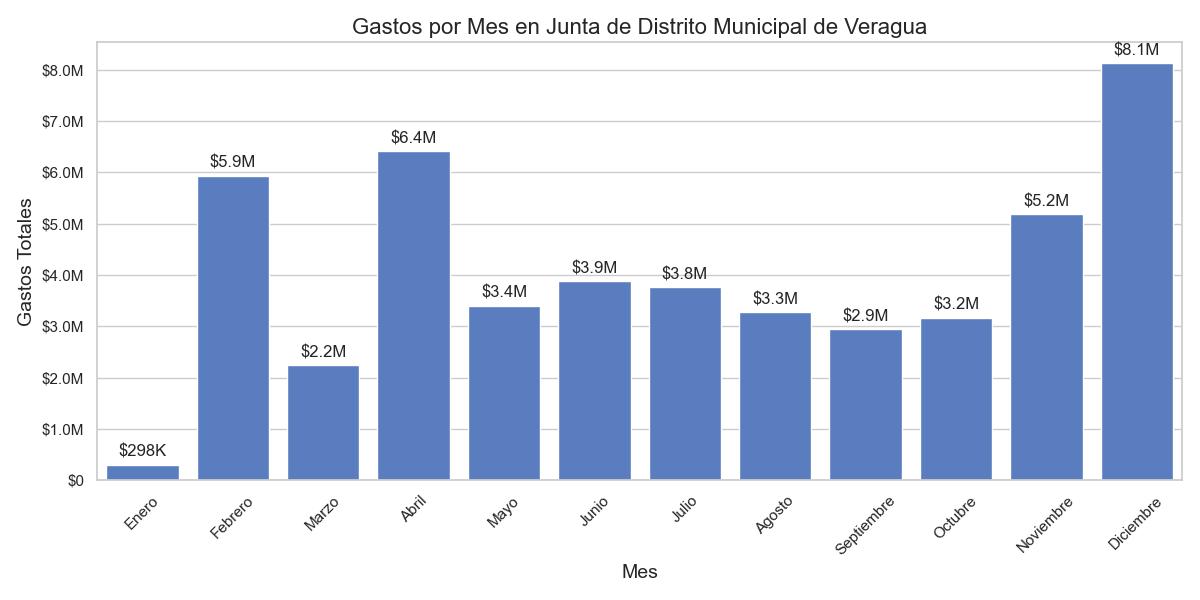 Gastos por Mes en Junta de Distrito Municipal de Veragua
Gastos Totales
$8.0M
$7.0M
$6.0M
$5.0M
$4.0M
$3.0M
$2.0M
$1.0M
$0
$298K
$5.9M
$2.2M
$6.4M
$3.4M
$3.9M
$3.8M
$3.3M
$2.9M
$3.2M
$5.2M
$8.1M
Enero
Febrero
Marzo
Abril
Mayo
Junio
Julio
Agosto
Septiembre
Octubre
Noviembre
Diciembre
Mes